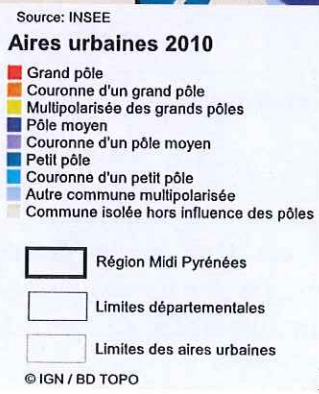 Source: INSEE
Aires urbaines 2010
Grand pôle
Couronne d'un grand pôle
Multipolarisée des grands pôles
Pôle moyen
Couronne d'un pôle moyen
Petit pôle
Couronne d'un petit pôle
Autre commune multipolarisée
Commune isolée hors influence des pôles
Région Midi Pyrénées
Limites départementales
Limites des aires urbaines
© IGN / BD TOPO